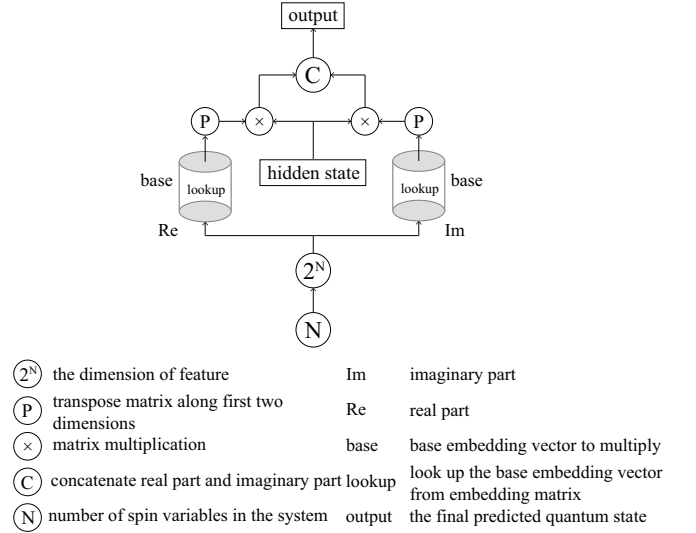 output
C
P × × P
hidden state
base lookup lookup base
Re Im
2^N
N
2^N the dimension of feature Im imaginary part
P transpose matrix along first two dimensions Re real part
× matrix multiplication base base embedding vector to multiply
C concatenate real part and imaginary part lookup look up the base embedding vector from embedding matrix
N number of spin variables in the system output the final predicted quantum state